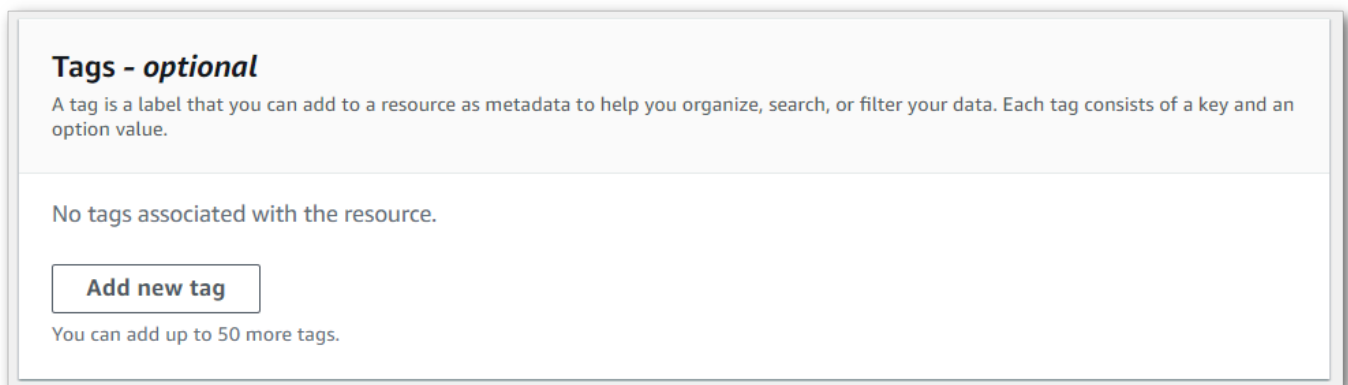 Tags - optional
A tag is a label that you can add to a resource as metadata to help you organize, search, or filter your data. Each tag consists of a key and an
option value.
No tags associated with the resource.
Add new tag
You can add up to 50 more tags.